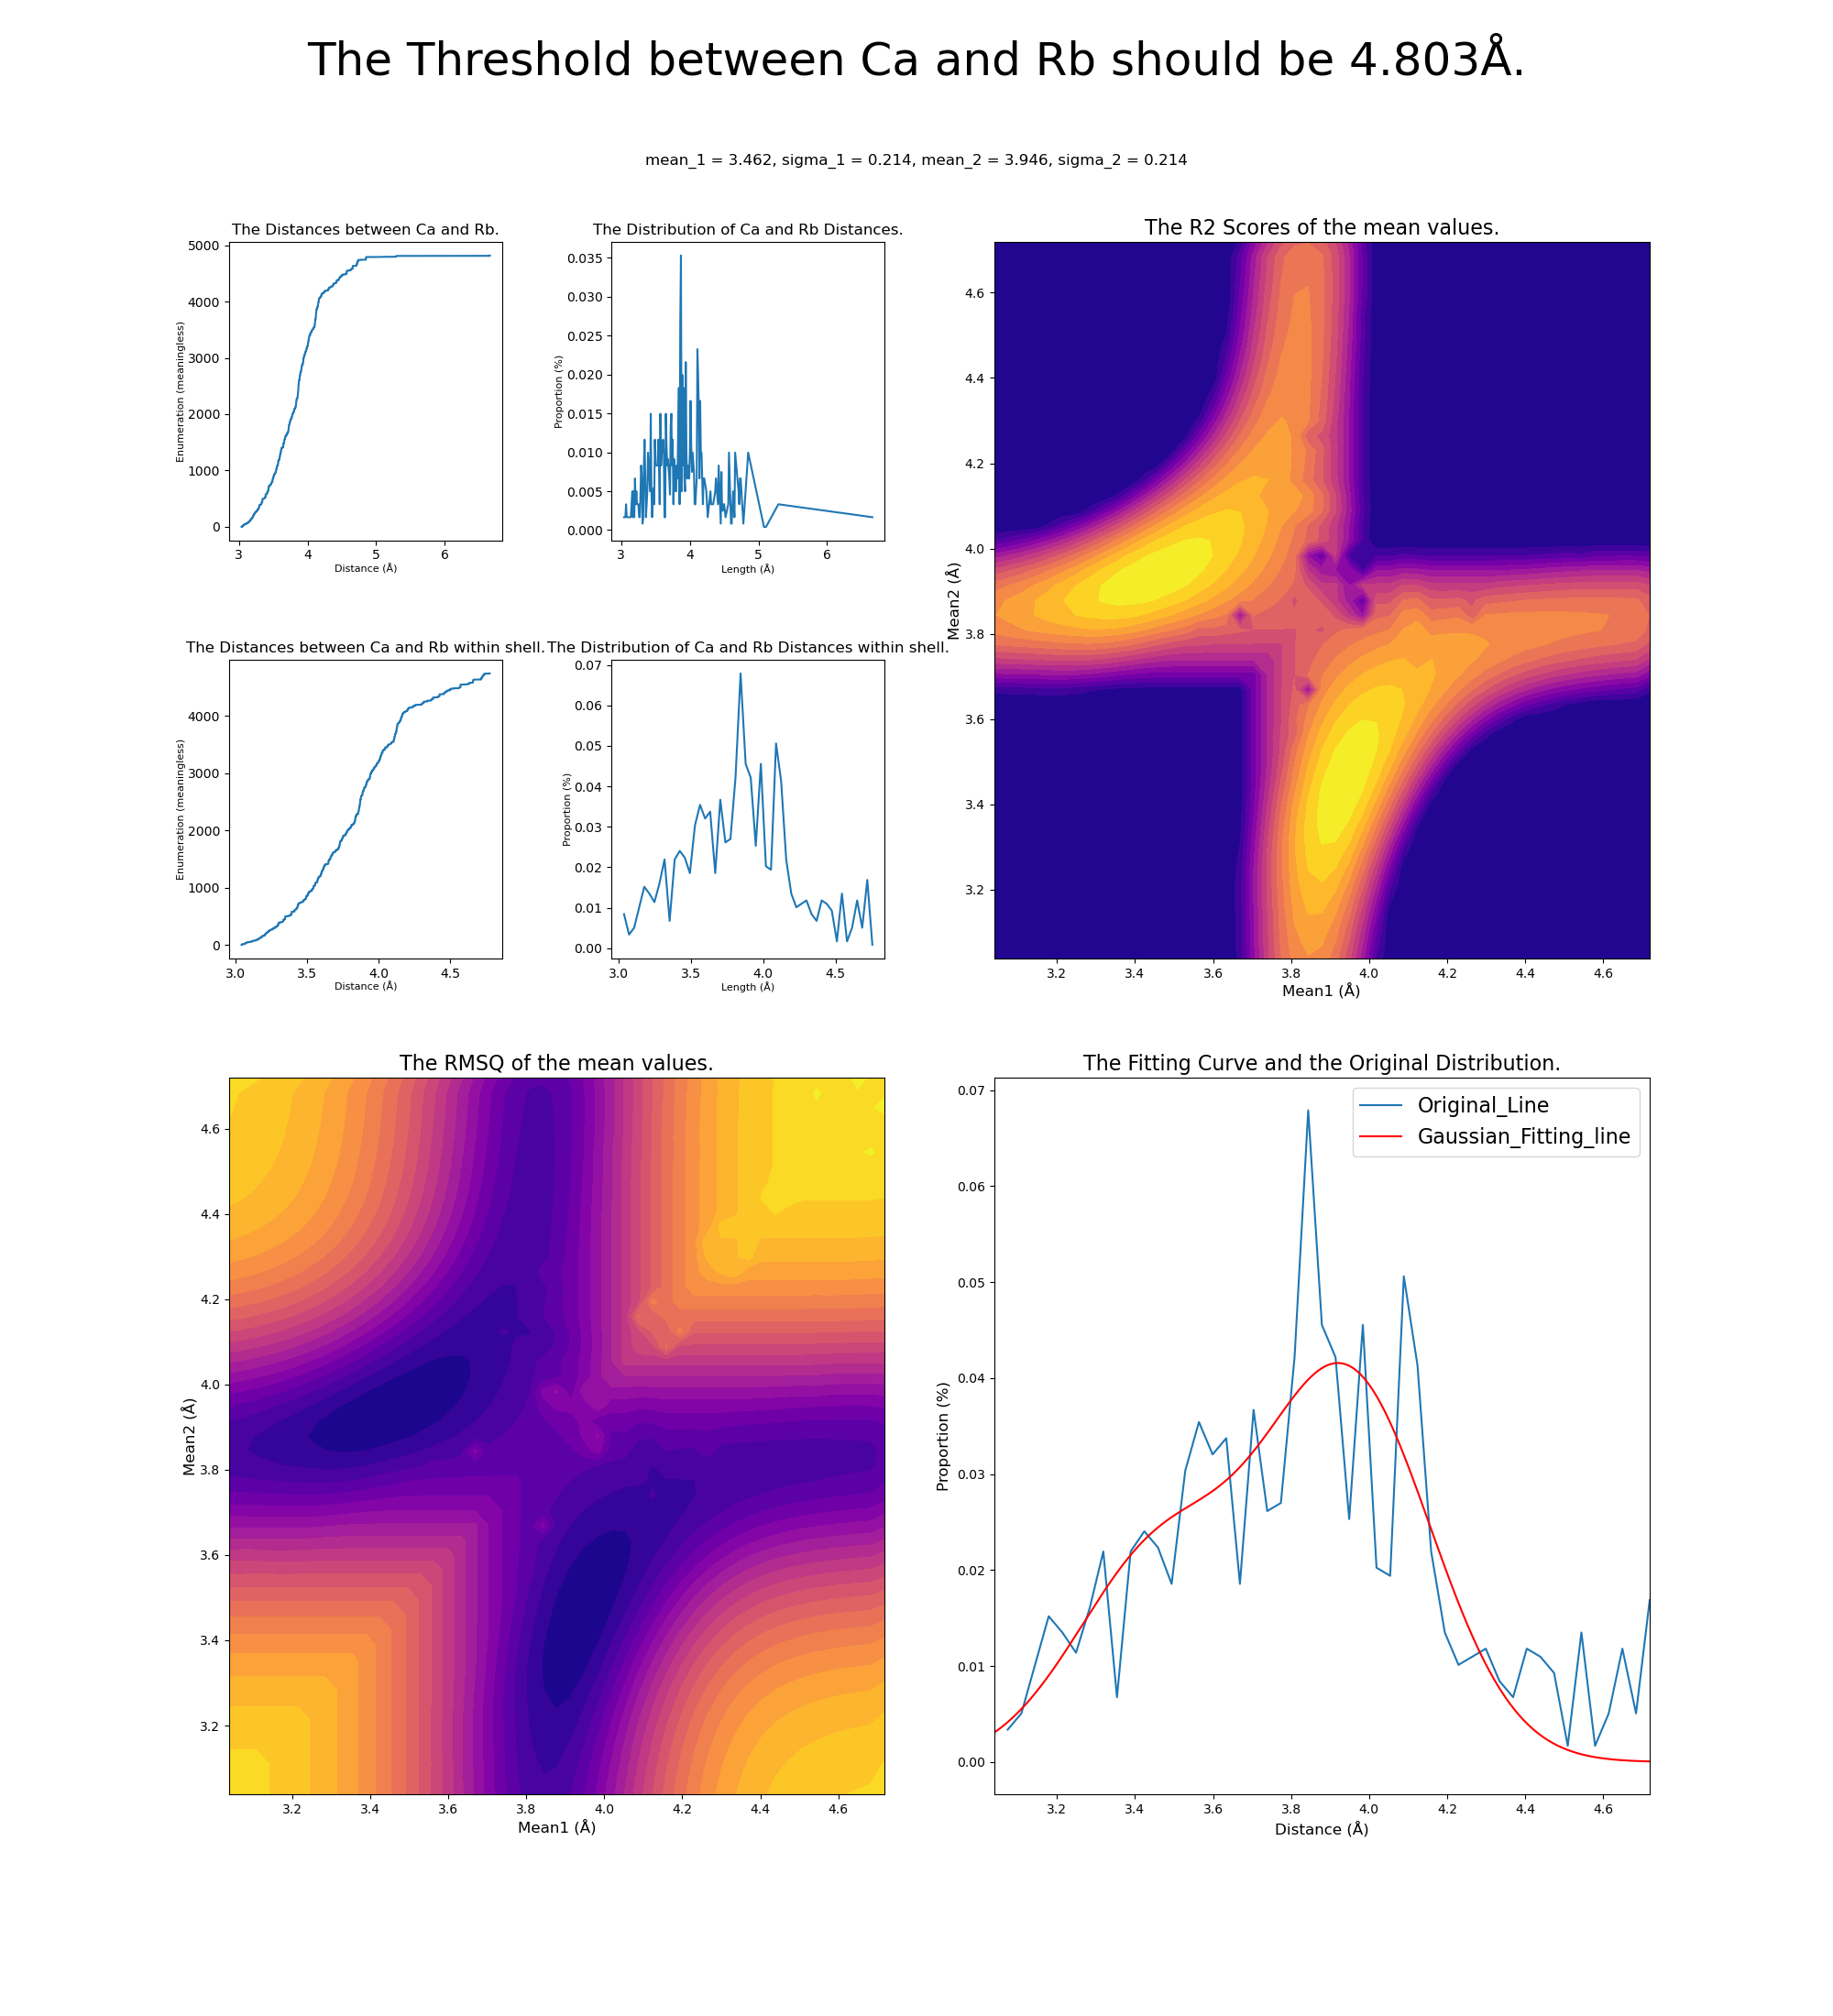 The Threshold between Ca and Rb should be 4.803Å.
mean_1 = 3.462, sigma_1 = 0.214, mean_2 = 3.946, sigma_2 = 0.214
The Distances between Ca and Rb.
Enumeration (meaningless)
5000
4000
3000
2000
1000
0
3 4 5 6
Distance (Å)
The Distribution of Ca and Rb Distances.
Proportion (%)
0.035
0.030
0.025
0.020
0.015
0.010
0.005
0.000
3 4 5 6
Length (Å)
The R2 Scores of the mean values.
Mean2 (Å)
4.6
4.4
4.2
4.0
3.8
3.6
3.4
3.2
3.2 3.4 3.6 3.8 4.0 4.2 4.4 4.6
Mean1 (Å)
The Distances between Ca and Rb within shell.
Enumeration (meaningless)
4000
3000
2000
1000
0
3.0 3.5 4.0 4.5
Distance (Å)
The Distribution of Ca and Rb Distances within shell.
Proportion (%)
0.07
0.06
0.05
0.04
0.03
0.02
0.01
0.00
3.0 3.5 4.0 4.5
Length (Å)
The RMSQ of the mean values.
Mean2 (Å)
4.6
4.4
4.2
4.0
3.8
3.6
3.4
3.2
3.2 3.4 3.6 3.8 4.0 4.2 4.4 4.6
Mean1 (Å)
The Fitting Curve and the Original Distribution.
Original_Line
Gaussian_Fitting_line
Proportion (%)
0.07
0.06
0.05
0.04
0.03
0.02
0.01
0.00
3.2 3.4 3.6 3.8 4.0 4.2 4.4 4.6
Distance (Å)